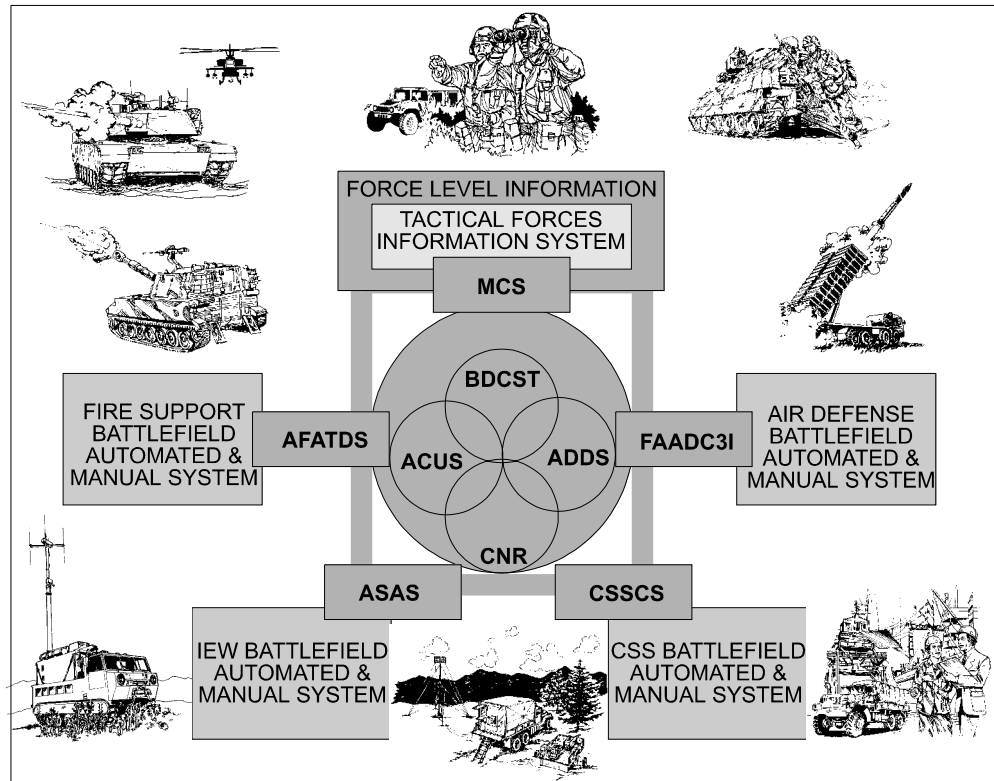 FORCE LEVEL INFORMATION
TACTICAL FORCES
INFORMATION SYSTEM
MCS
BDCST
FIRE SUPPORT
BATTLEFIELD
AUTOMATED &
MANUAL SYSTEM
AFATDS
ACUS
ADDS
FAADC3I
AIR DEFENSE
BATTLEFIELD
AUTOMATED &
MANUAL SYSTEM
CNR
ASAS
CSSCS
IEW BATTLEFIELD
AUTOMATED &
MANUAL SYSTEM
CSS BATTLEFIELD
AUTOMATED &
MANUAL SYSTEM